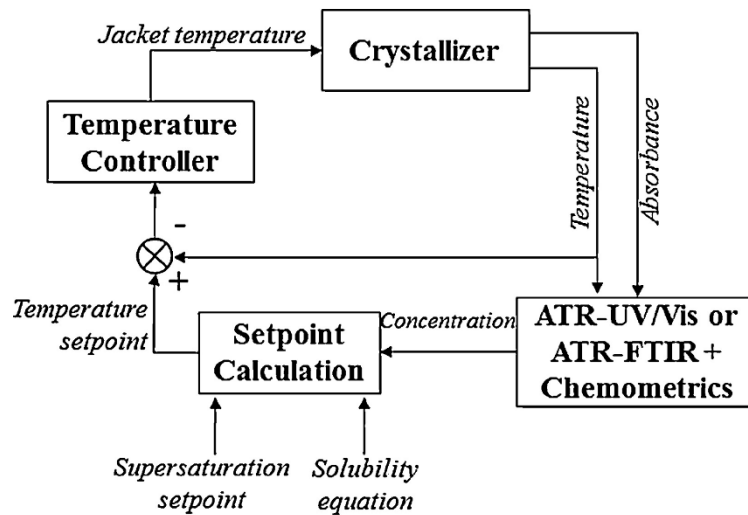 Jacket temperature
Crystallizer
Temperature
Controller
Temperature
Absorbance
-
+
Temperature
setpoint
Setpoint
Calculation
Concentration
ATR-UV/Vis or
ATR-FTIR +
Chemometrics
Supersaturation
setpoint
Solubility
equation